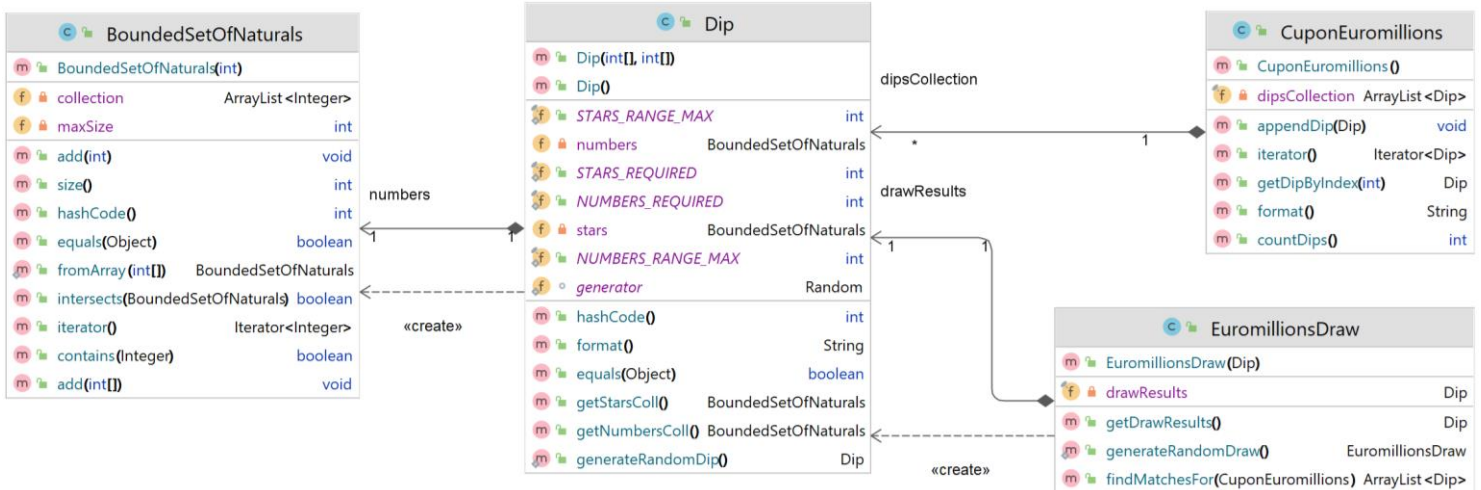 BoundedSetOfNaturals
BoundedSetOfNaturals(int)
collection ArrayList<Integer>
maxSize int
add(int) void
size() int
hashCode() int
equals(Object) boolean
fromArray(int[]) BoundedSetOfNaturals
intersects(BoundedSetOfNaturals) boolean
iterator() Iterator<Integer>
contains(Integer) boolean
add(int[]) void
numbers
1
1
«create»
Dip
Dip(int[], int[])
Dip()
STARS_RANGE_MAX int
numbers BoundedSetOfNaturals
STARS_REQUIRED int
NUMBERS_REQUIRED int
stars BoundedSetOfNaturals
NUMBERS_RANGE_MAX int
generator Random
hashCode() int
format() String
equals(Object) boolean
getStarsColl() BoundedSetOfNaturals
getNumbersColl() BoundedSetOfNaturals
generateRandomDip() Dip
dipsCollection
*
1
drawResults
1
1
«create»
CuponEuromillions
CuponEuromillions()
dipsCollection ArrayList<Dip>
appendDip(Dip) void
iterator() Iterator<Dip>
getDipByIndex(int) Dip
format() String
countDips() int
EuromillionsDraw
EuromillionsDraw(Dip)
drawResults Dip
getDrawResults() Dip
generateRandomDraw() EuromillionsDraw
findMatchesFor(CuponEuromillions) ArrayList<Dip>